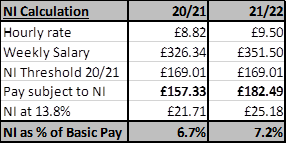 NI Calculation 20/21 21/22
Hourly rate £8.82 £9.50
Weekly Salary £326.34 £351.50
NI Threshold 20/21 £169.01 £169.01
Pay subject to NI £157.33 £182.49
NI at 13.8% £21.71 £25.18
NI as % of Basic Pay 6.7% 7.2%